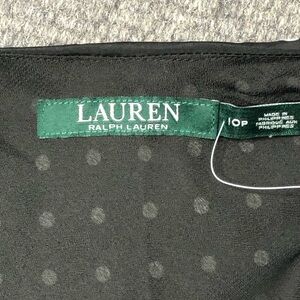 LAUREN
RALPH LAUREN
10P
MADE IN
PHILIPPINES
FABRIQUÉ AUX
PHILIPPINES